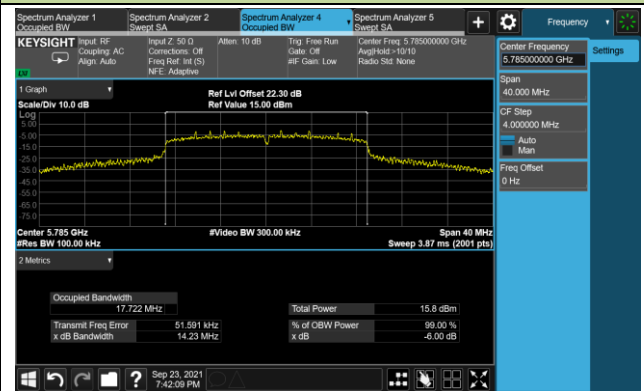 Spectrum Analyzer 1
Occupied BW
Spectrum Analyzer 2
Swept SA
Spectrum Analyzer 4
Occupied BW
Spectrum Analyzer 5
Swept SA
+
Frequency
KEYSIGHT
Input: RF
Coupling: AC
Align: Auto
Input Z: 50 Ω
Corrections: Off
Freq Ref: Int (S)
NFE: Adaptive
Atten: 10 dB
Trig: Free Run
Gate: Off
#IF Gain: Low
Center Freq: 5.785000000 GHz
Avg|Hold:>10/10
Radio Std: None
LW
Center Frequency
5.785000000 GHz
Settings
Span
40.000 MHz
CF Step
4.000000 MHz
Auto
Man
Freq Offset
0 Hz
1 Graph
Scale/Div 10.0 dB
Ref Lvl Offset 22.30 dB
Ref Value 15.00 dBm
Log
5.00
-5.00
-15.0
-25.0
-35.0
-45.0
-55.0
-65.0
-75.0
Center 5.785 GHz
#Res BW 100.00 kHz
#Video BW 300.00 kHz
Span 40 MHz
Sweep 3.87 ms (2001 pts)
2 Metrics
Occupied Bandwidth
17.722 MHz
Total Power 15.8 dBm
Transmit Freq Error 51.591 kHz
% of OBW Power 99.00 %
x dB Bandwidth 14.23 MHz
x dB -6.00 dB
?
Sep 23, 2021
7:42:09 PM